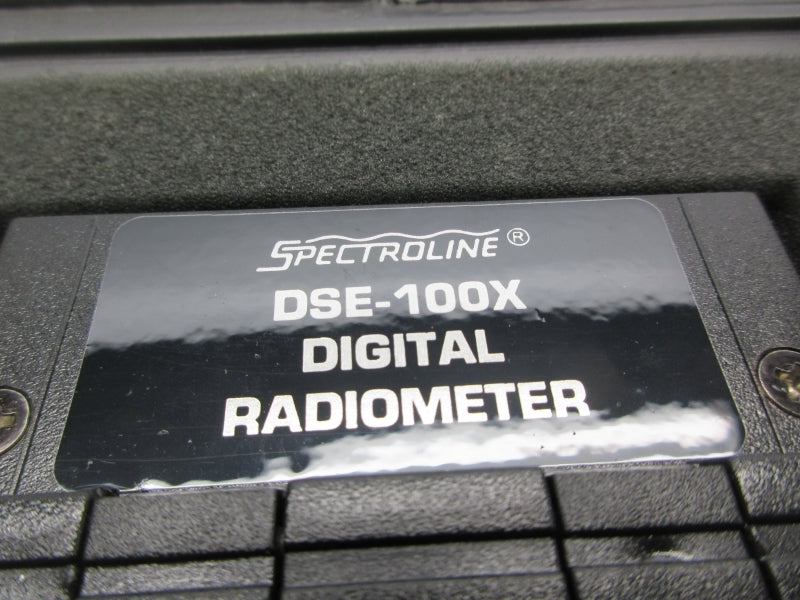 SPECTROLINE®
DSE-100X
DIGITAL
RADIOMETER